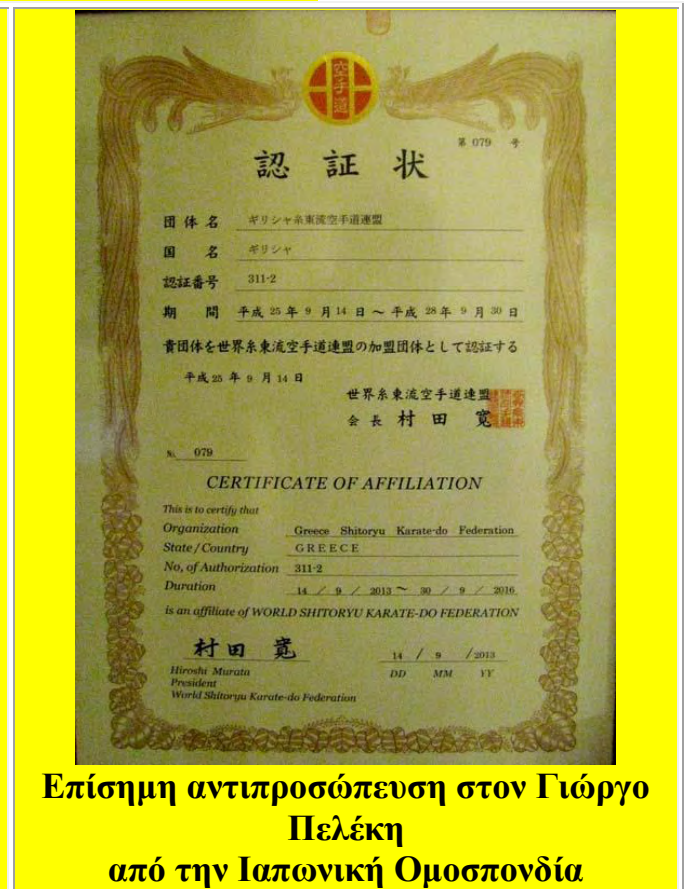 空手道
第 079 号
認 証 状
団体名 ギリシャ糸東流空手道連盟
国 名 ギリシャ
認証番号 311-2
期 間 平成 25 年 9 月 14 日 ～ 平成 28 年 9 月 30 日
貴団体を世界糸東流空手道連盟の加盟団体として認証する
平成 25 年 9 月 14 日
世界糸東流空手道連盟
会 長 村 田 寛
No. 079
CERTIFICATE OF AFFILIATION
This is to certify that
Organization Greece Shitoryu Karate-do Federation
State / Country GREECE
No, of Authorization 311-2
Duration 14 / 9 / 2013 ~ 30 / 9 / 2016
is an affiliate of WORLD SHITORYU KARATE-DO FEDERATION
村田 寛 14 / 9 / 2013
Hiroshi Murata DD MM YY
President
World Shitoryu Karate-do Federation
Επίσημη αντιπροσώπευση στον Γιώργο
Πελέκη
από την Ιαπωνική Ομοσπονδία